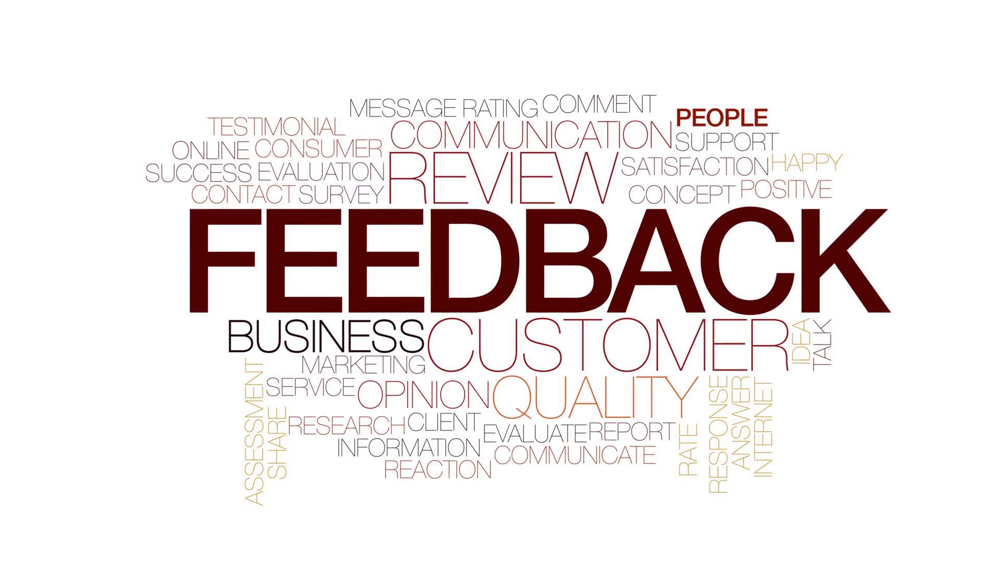 MESSAGE RATING COMMENT
PEOPLE
TESTIMONIAL
COMMUNICATION
SUPPORT
ONLINE CONSUMER
REVIEW
SATISFACTION HAPPY
SUCCESS EVALUATION
CONTACT SURVEY
CONCEPT POSITIVE
FEEDBACK
BUSINESS CUSTOMER
IDEA
TALK
MARKETING
SERVICE OPINION QUALITY
ASSESSMENT
SHARE
RESEARCH CLIENT
EVALUATE REPORT
INFORMATION
COMMUNICATE
REACTION
RATE
RESPONSE
ANSWER
INTERNET